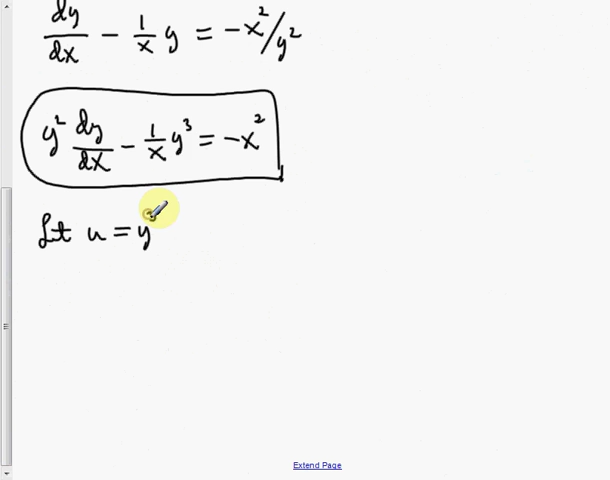 dy/dx - 1/x y = -x²/y²
y² dy/dx - 1/x y³ = -x²
Let u = y
Extend Page